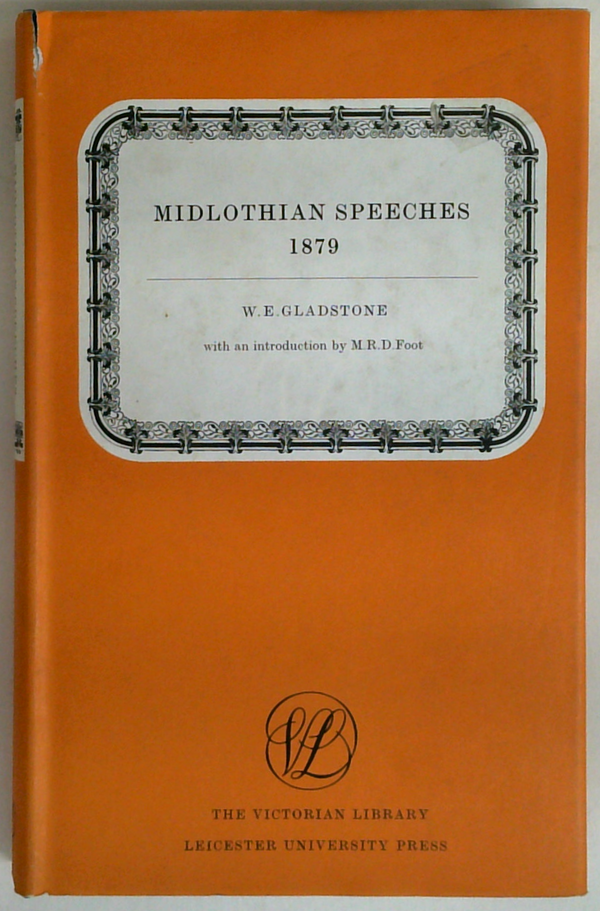 MIDLOTHIAN SPEECHES
1879
W.E.GLADSTONE
with an introduction by M.R.D.Foot
VL
THE VICTORIAN LIBRARY
LEICESTER UNIVERSITY PRESS